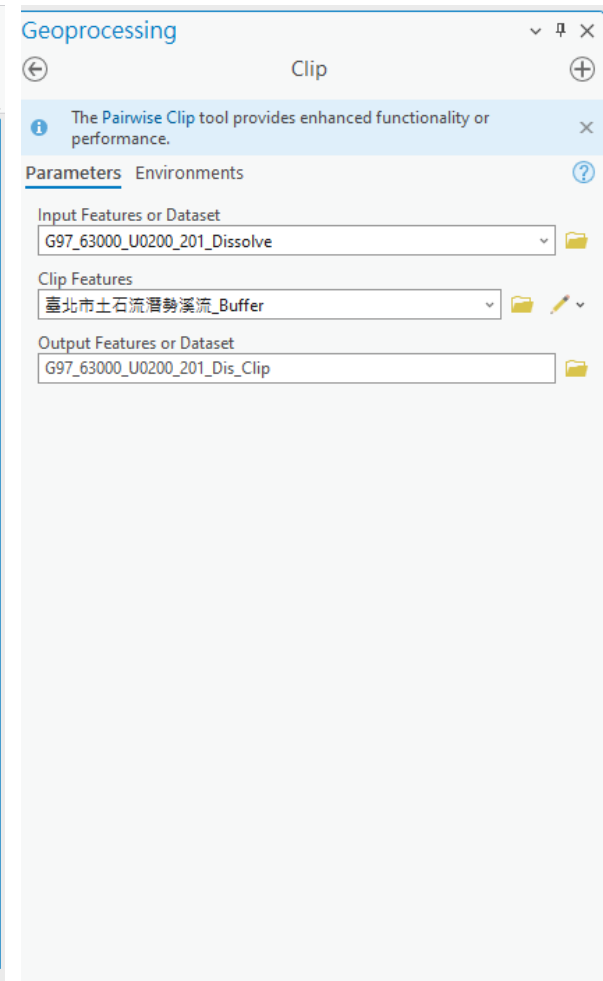 Geoprocessing
Clip
The Pairwise Clip tool provides enhanced functionality or
performance.
Parameters Environments
Input Features or Dataset
G97_63000_U0200_201_Dissolve
Clip Features
臺北市土石流潛勢溪流_Buffer
Output Features or Dataset
G97_63000_U0200_201_Dis_Clip